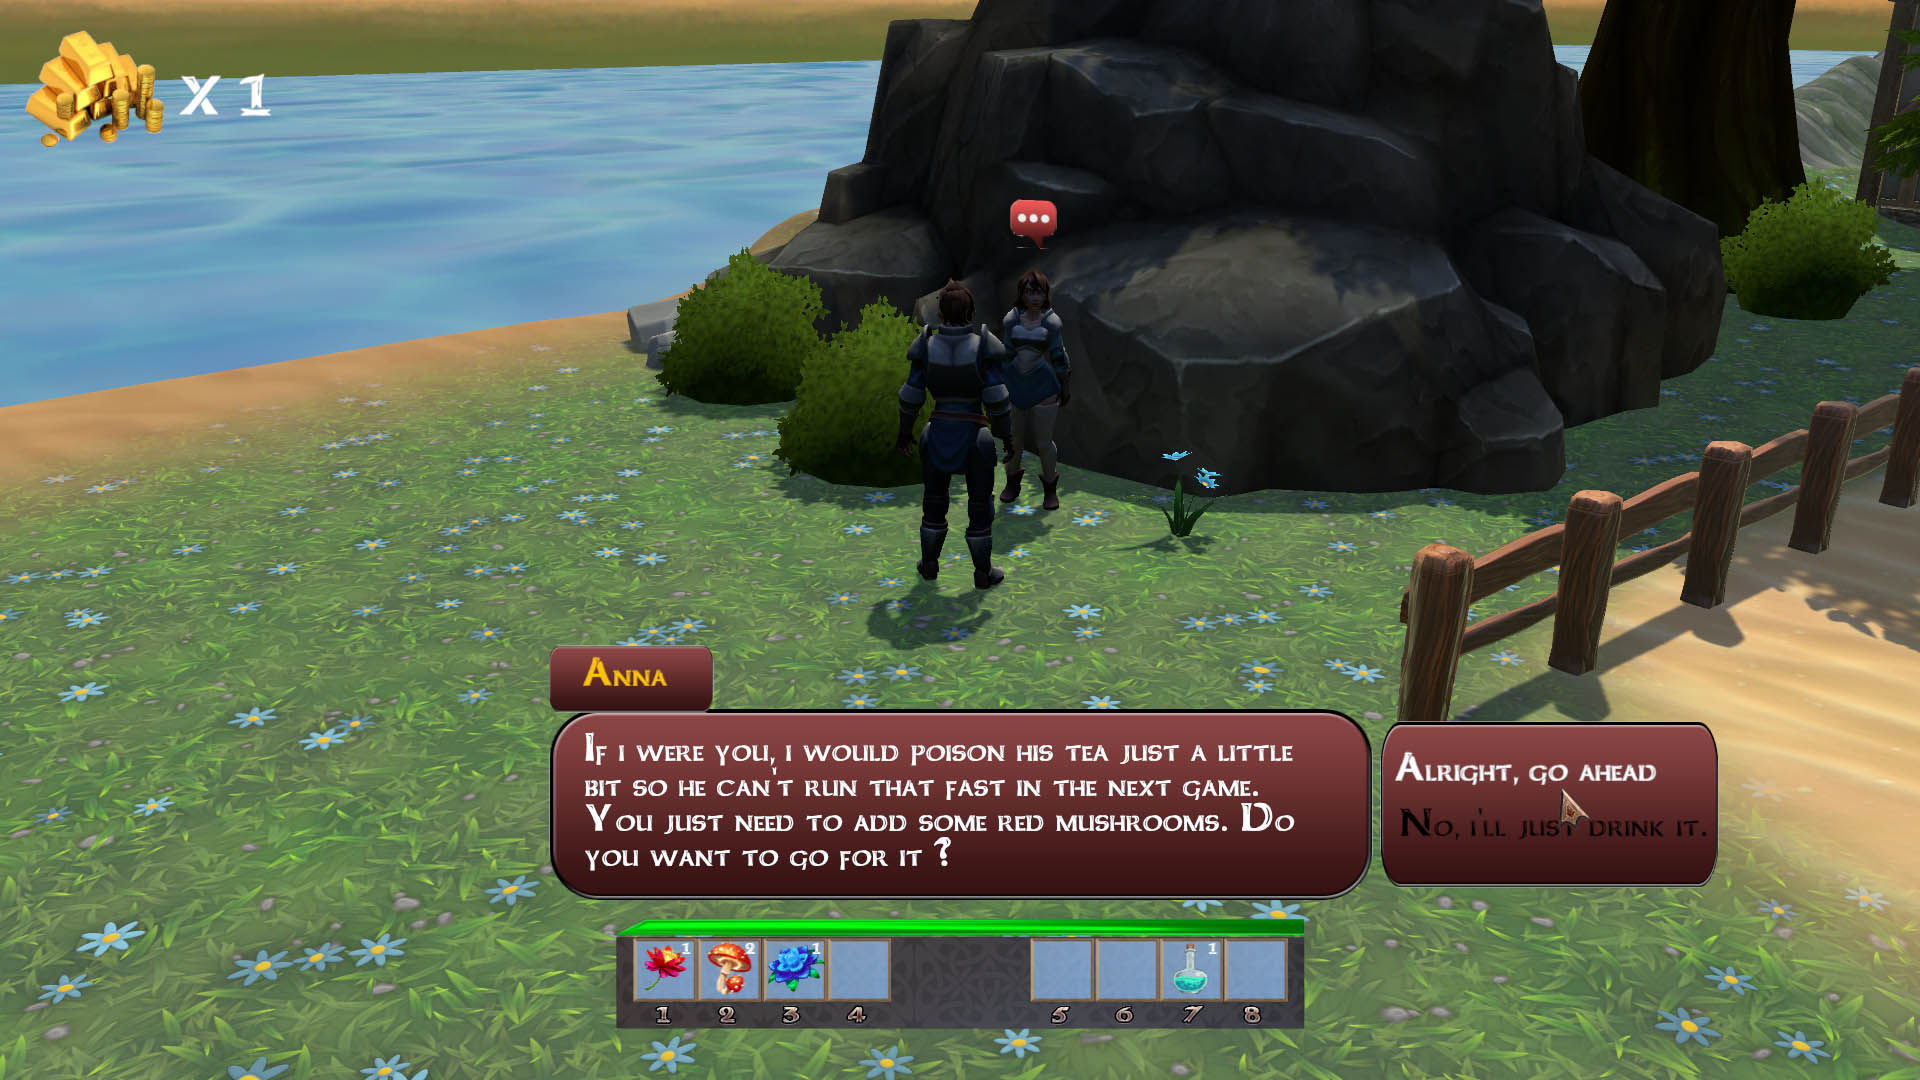 X 1
Anna
If i were you, i would poison his tea just a little
bit so he can't run that fast in the next game.
You just need to add some red mushrooms. Do
you want to go for it ?
Alright, go ahead
No, i'll just drink it.
1 2 1 1
1 2 3 4 5 6 7 8